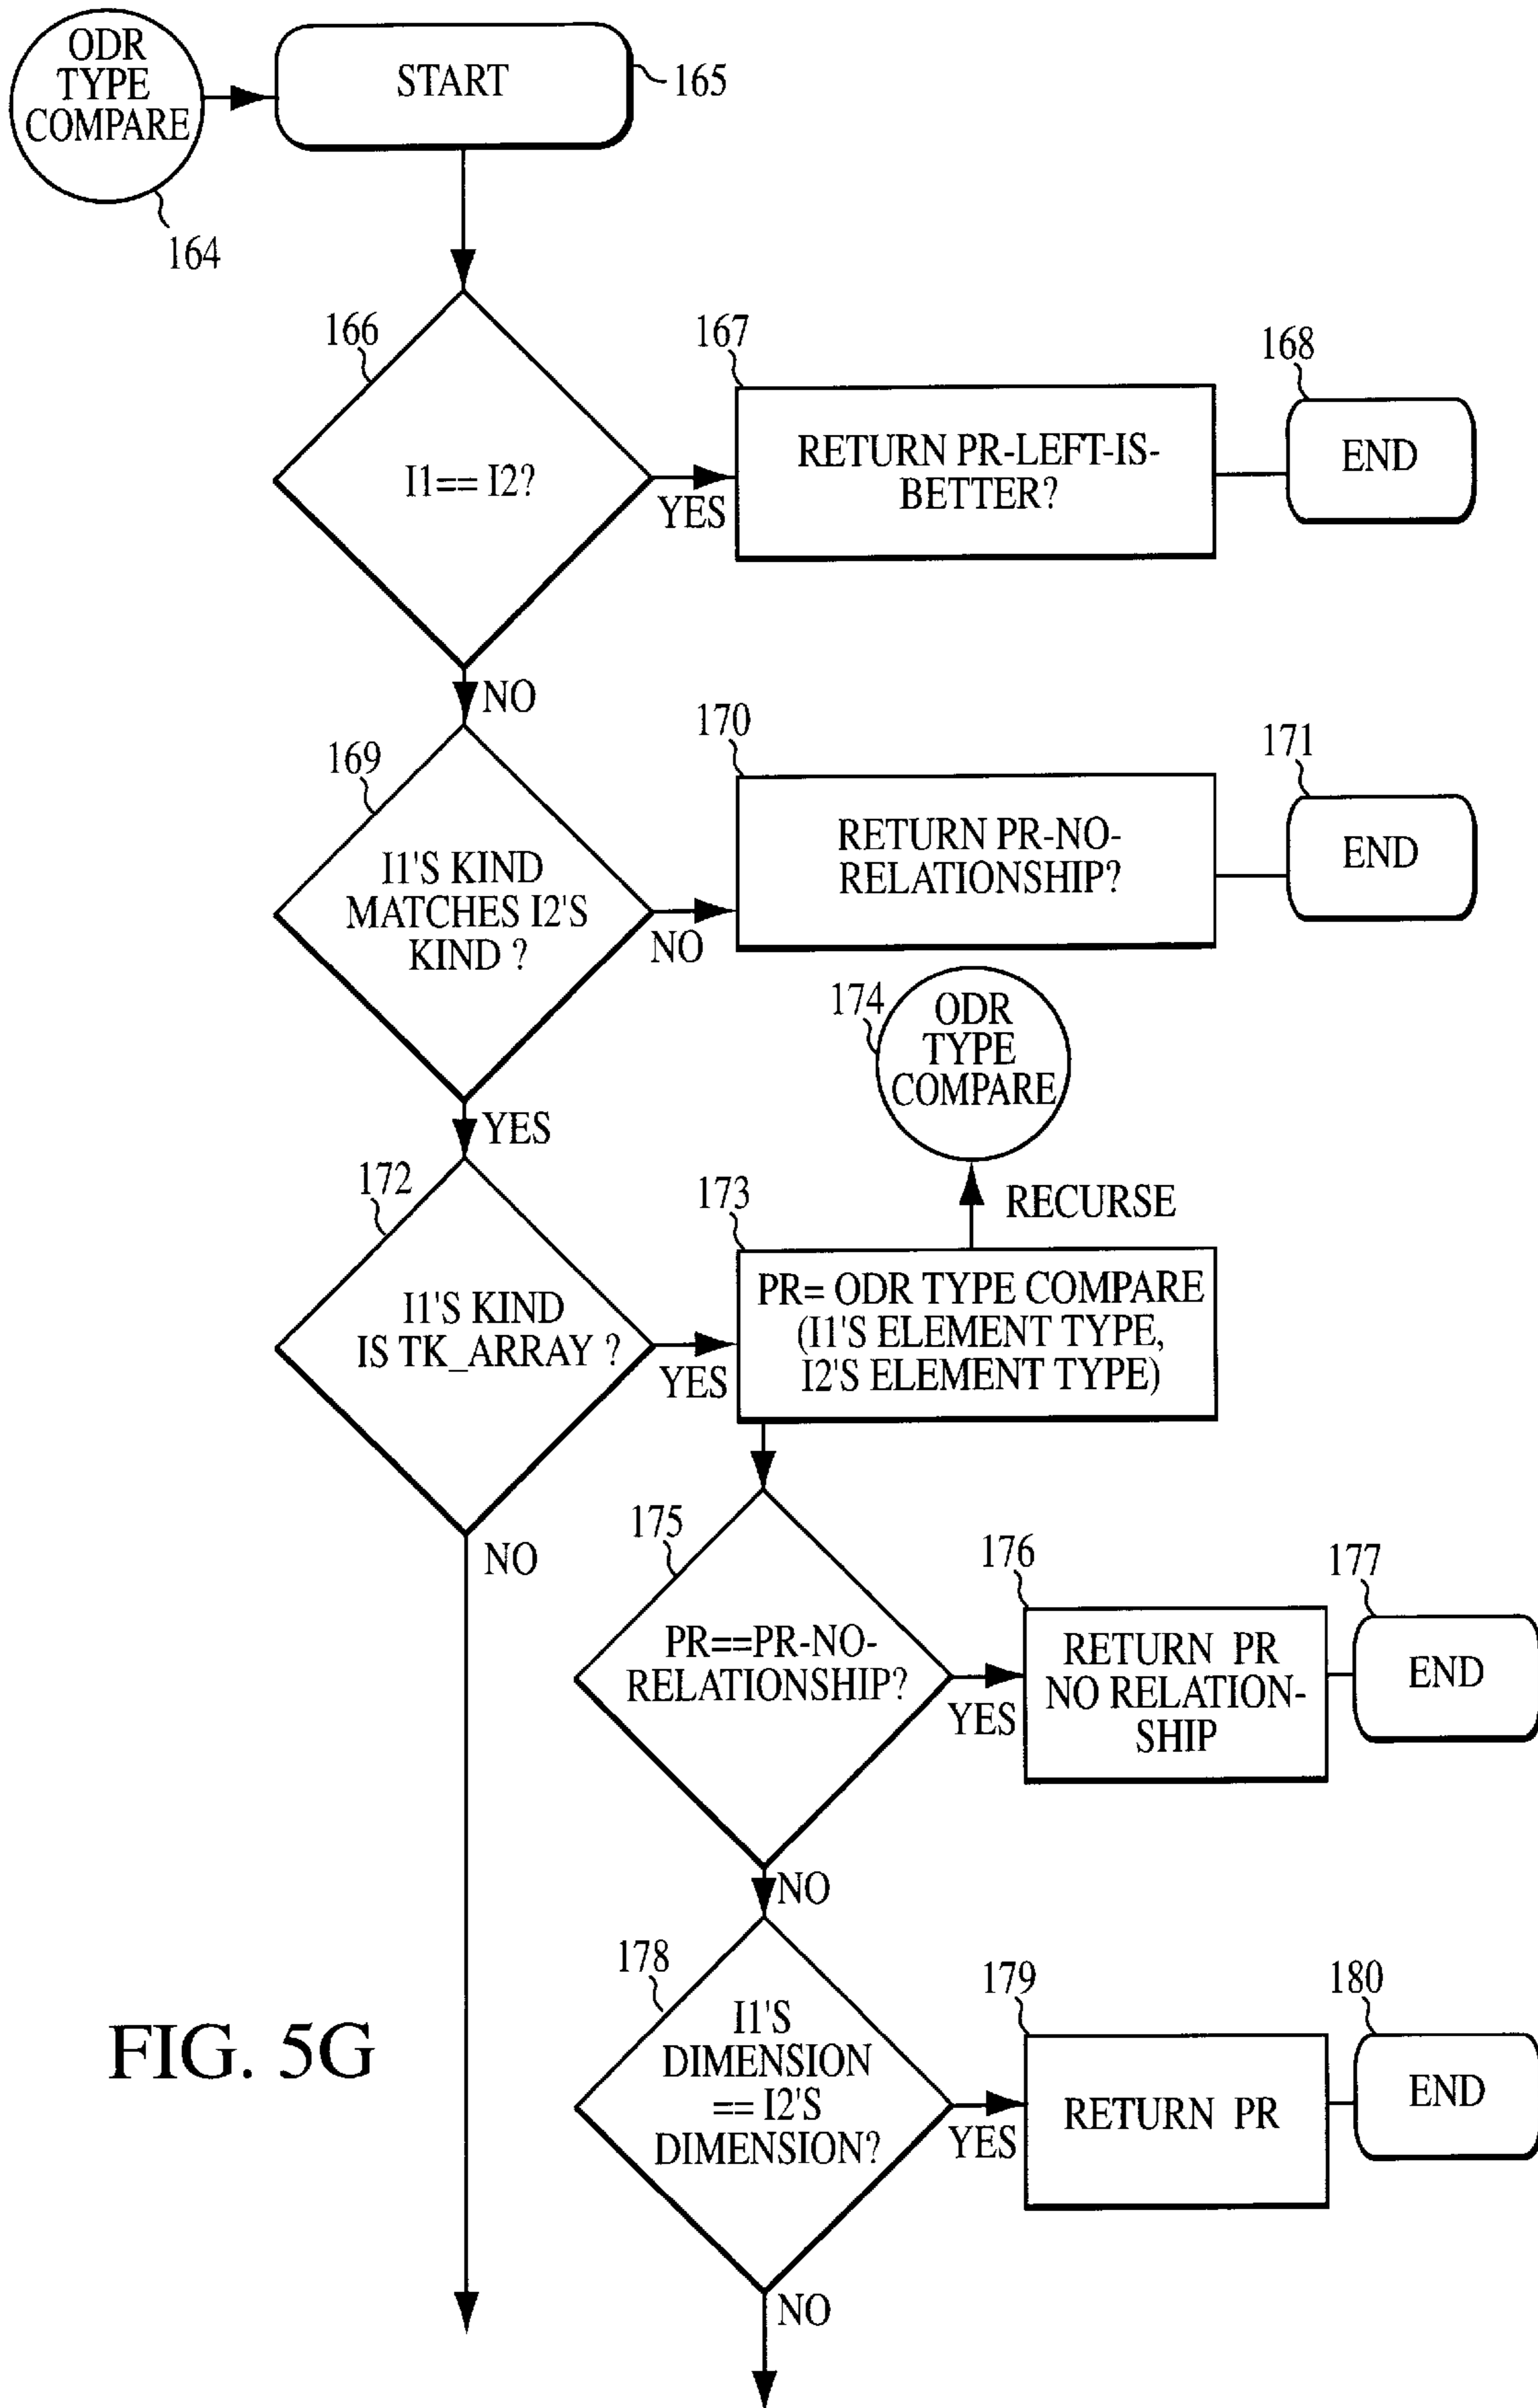 ODR
TYPE
COMPARE
START
165
164
166
I1== I2?
YES
167
RETURN PR-LEFT-IS-
BETTER?
168
END
NO
169
I1'S KIND
MATCHES I2'S
KIND ?
NO
170
RETURN PR-NO-
RELATIONSHIP?
171
END
YES
174
ODR
TYPE
COMPARE
RECURSE
172
I1'S KIND
IS TK_ARRAY ?
YES
173
PR= ODR TYPE COMPARE
(I1'S ELEMENT TYPE,
I2'S ELEMENT TYPE)
NO
175
PR==PR-NO-
RELATIONSHIP?
YES
176
RETURN PR
NO RELATION-
SHIP
177
END
NO
178
I1'S
DIMENSION
== I2'S
DIMENSION?
YES
179
RETURN PR
180
END
NO
FIG. 5G